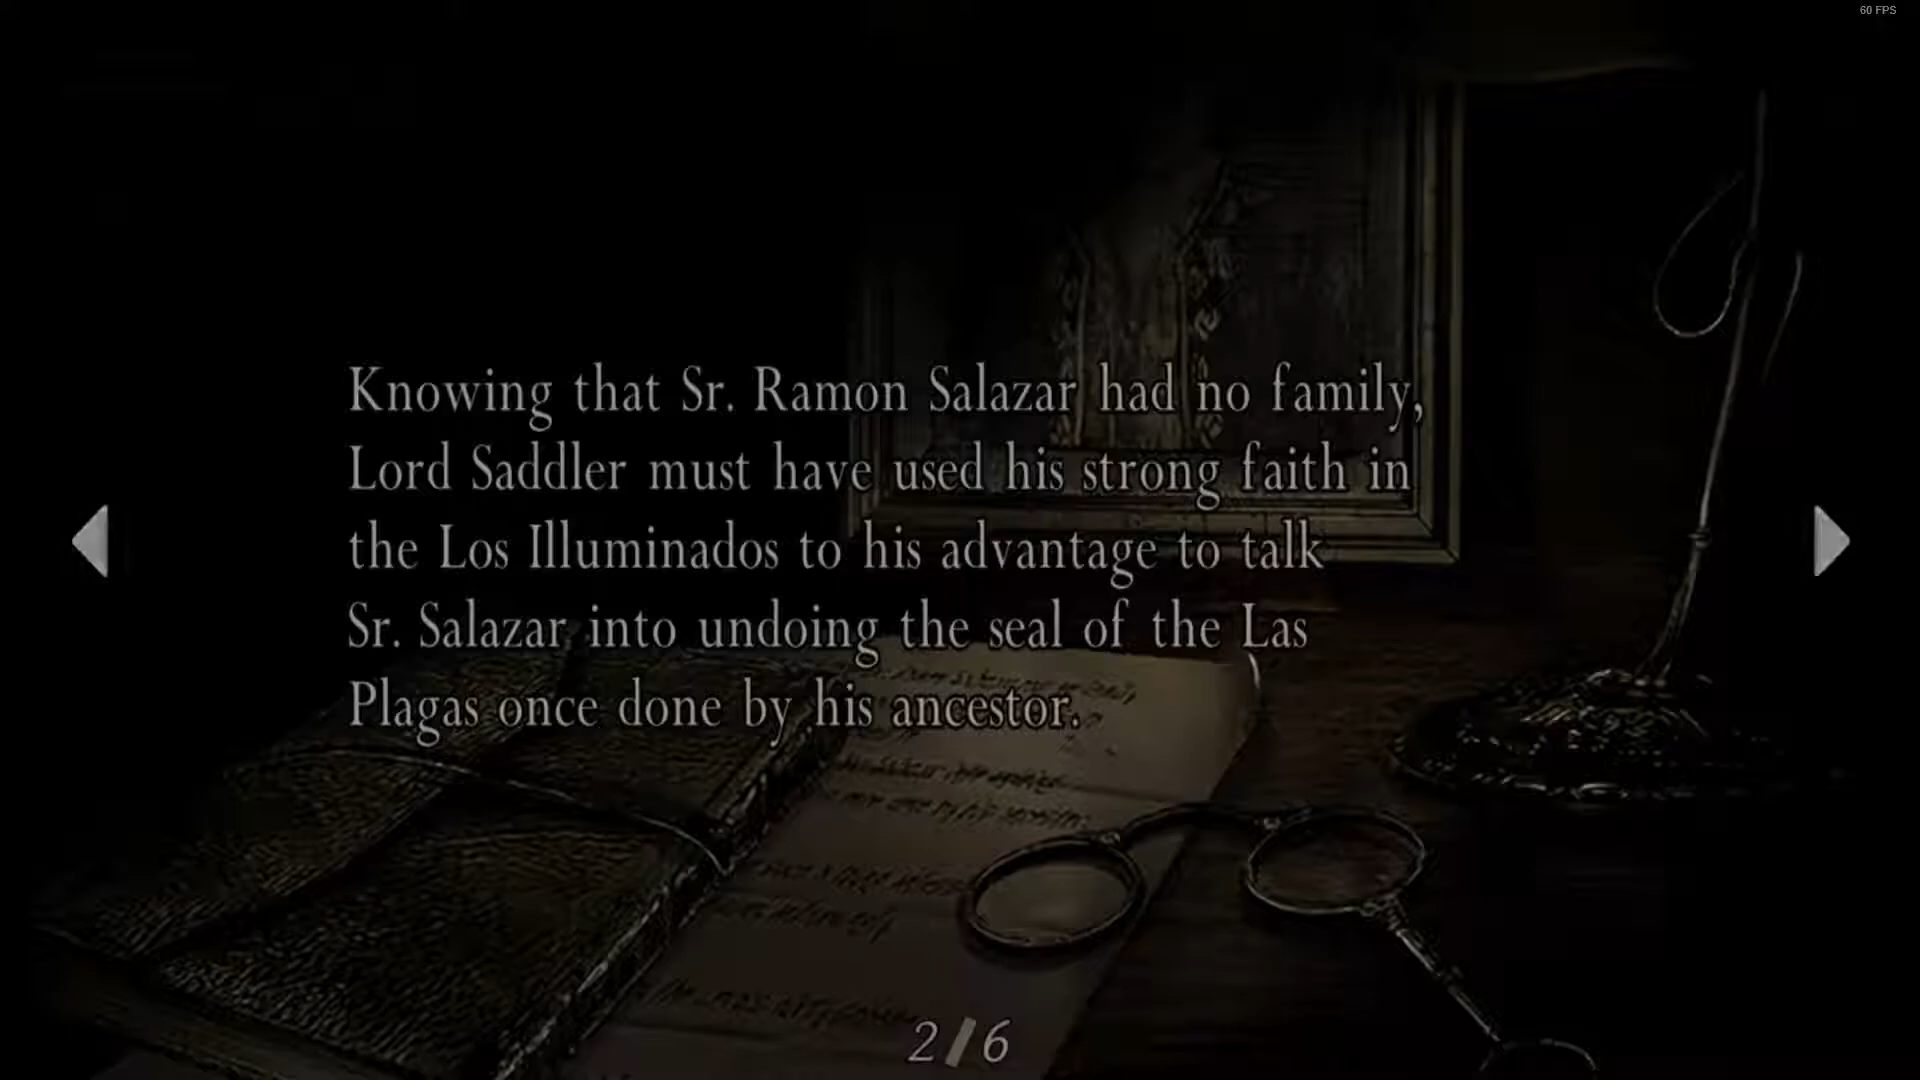 60 FPS
Knowing that Sr. Ramon Salazar had no family,
Lord Saddler must have used his strong faith in
the Los Illuminados to his advantage to talk
Sr. Salazar into undoing the seal of the Las
Plagas once done by his ancestor.
2/6